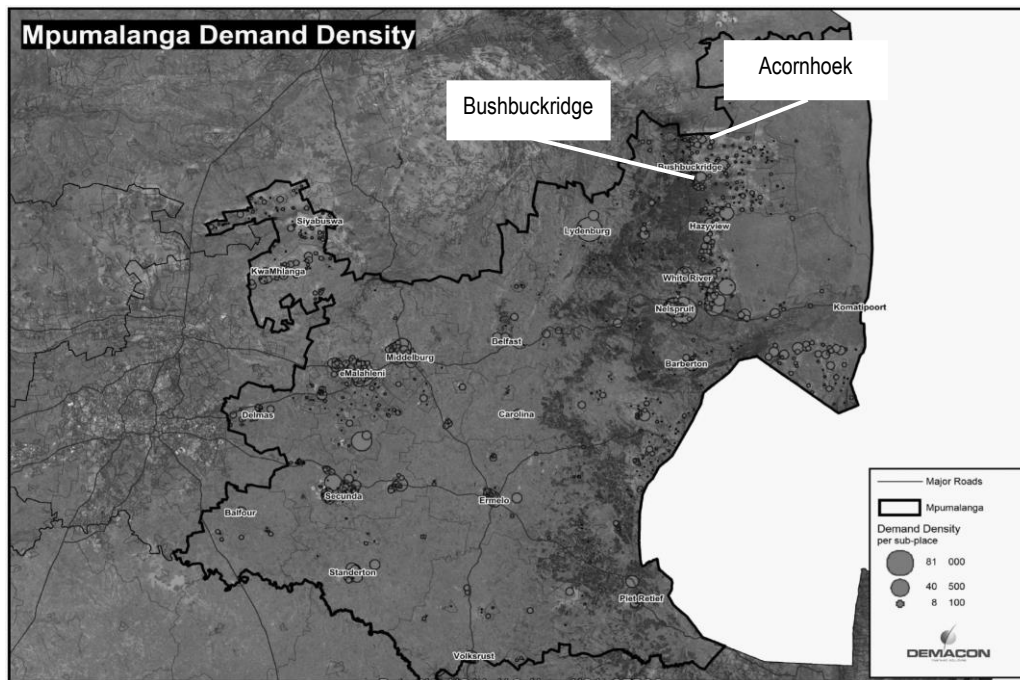 Mpumalanga Demand Density
Acornhoek
Bushbuckridge
Bushbuckridge
Siyabuswa
Lydenburg
Hazyview
KwaMhlanga
White River
Nelspruit
Komatipoort
Belfast
Middelburg
Barberton
eMalahleni
Delmas
Carolina
Secunda
Ermelo
Balfour
Standerton
Piet Retief
Volksrust
Major Roads
Mpumalanga
Demand Density
per sub-place
81 000
40 500
8 100
DEMACON